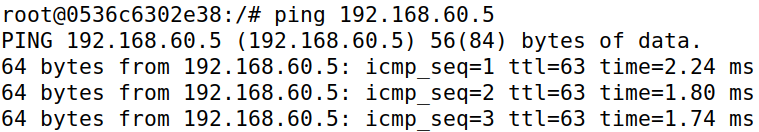 root@0536c6302e38:/# ping 192.168.60.5
PING 192.168.60.5 (192.168.60.5) 56(84) bytes of data.
64 bytes from 192.168.60.5: icmp_seq=1 ttl=63 time=2.24 ms
64 bytes from 192.168.60.5: icmp_seq=2 ttl=63 time=1.80 ms
64 bytes from 192.168.60.5: icmp_seq=3 ttl=63 time=1.74 ms